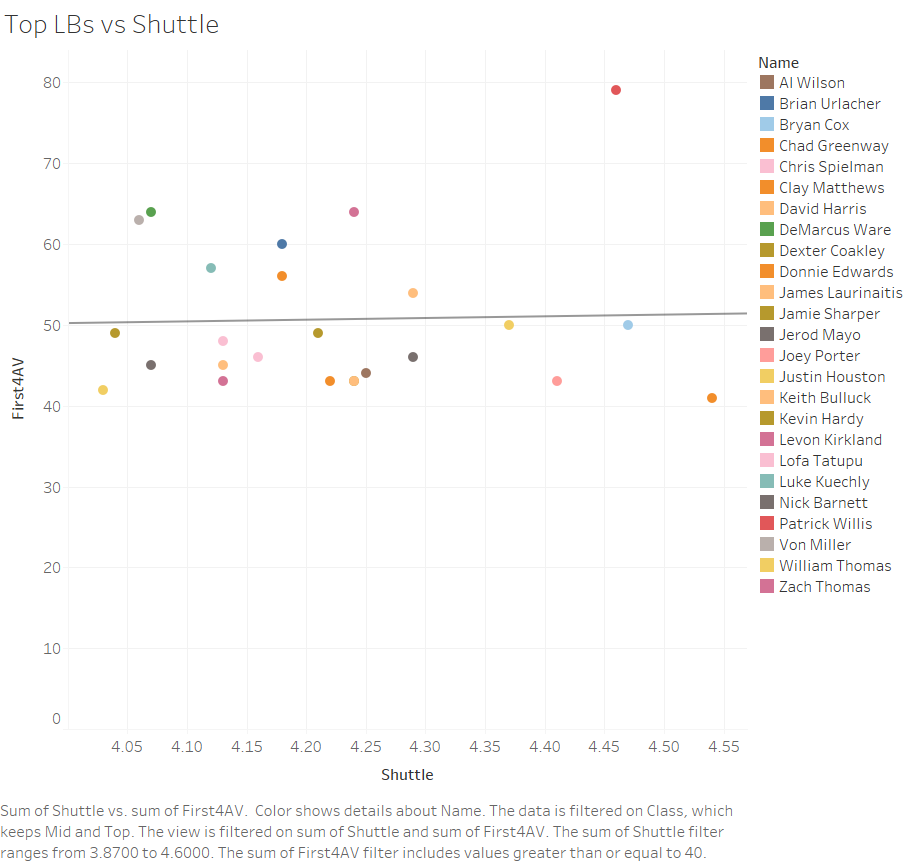 Top LBs vs Shuttle
Name
Al Wilson
Brian Urlacher
Bryan Cox
Chad Greenway
Chris Spielman
Clay Matthews
David Harris
DeMarcus Ware
Dexter Coakley
Donnie Edwards
James Laurinaitis
Jamie Sharper
Jerod Mayo
Joey Porter
Justin Houston
Keith Bulluck
Kevin Hardy
Levon Kirkland
Lofa Tatupu
Luke Kuechly
Nick Barnett
Patrick Willis
Von Miller
William Thomas
Zach Thomas
First4AV
80
70
60
50
40
30
20
10
0
4.05 4.10 4.15 4.20 4.25 4.30 4.35 4.40 4.45 4.50 4.55
Shuttle
Sum of Shuttle vs. sum of First4AV. Color shows details about Name. The data is filtered on Class, which
keeps Mid and Top. The view is filtered on sum of Shuttle and sum of First4AV. The sum of Shuttle filter
ranges from 3.8700 to 4.6000. The sum of First4AV filter includes values greater than or equal to 40.